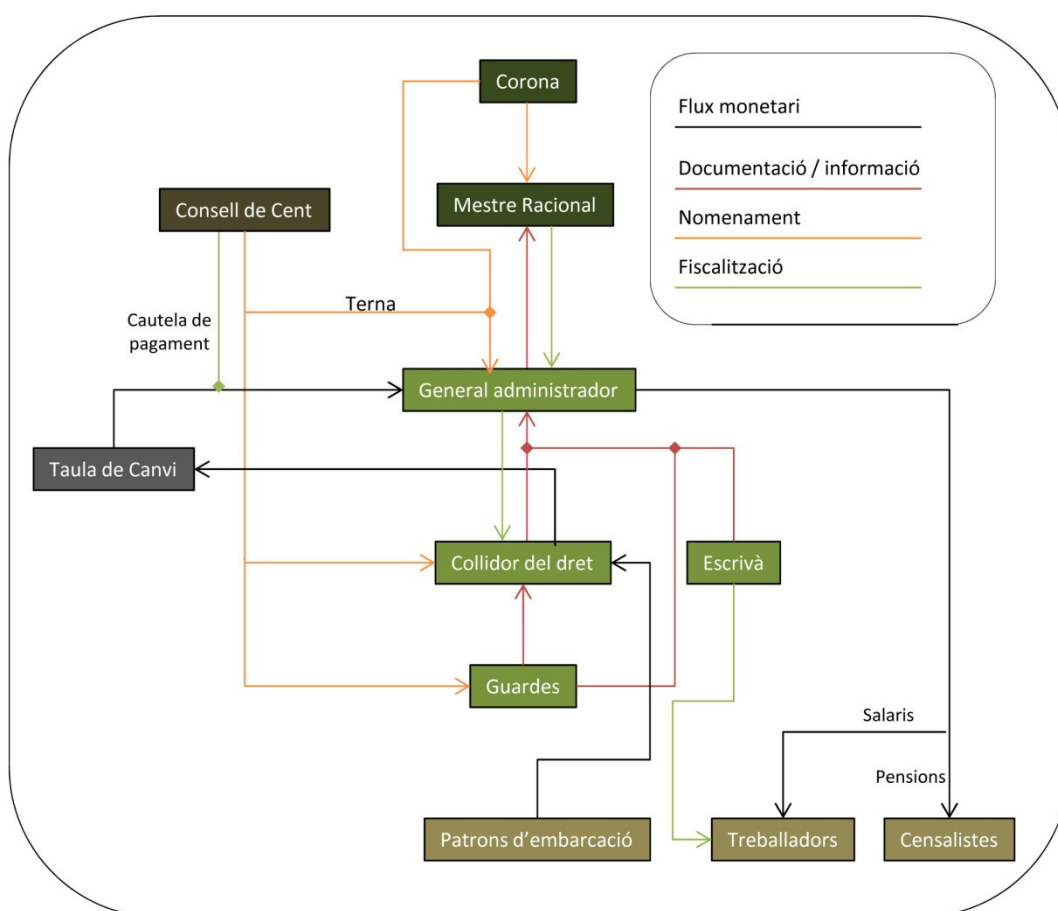 Corona
Flux monetari
Documentació / informació
Consell de Cent
Mestre Racional
Nomenament
Fiscalització
Terna
Cautela de
pagament
General administrador
Taula de Canvi
Collidor del dret
Escrivà
Guardes
Salaris
Pensions
Patrons d’embarcació
Treballadors
Censalistes